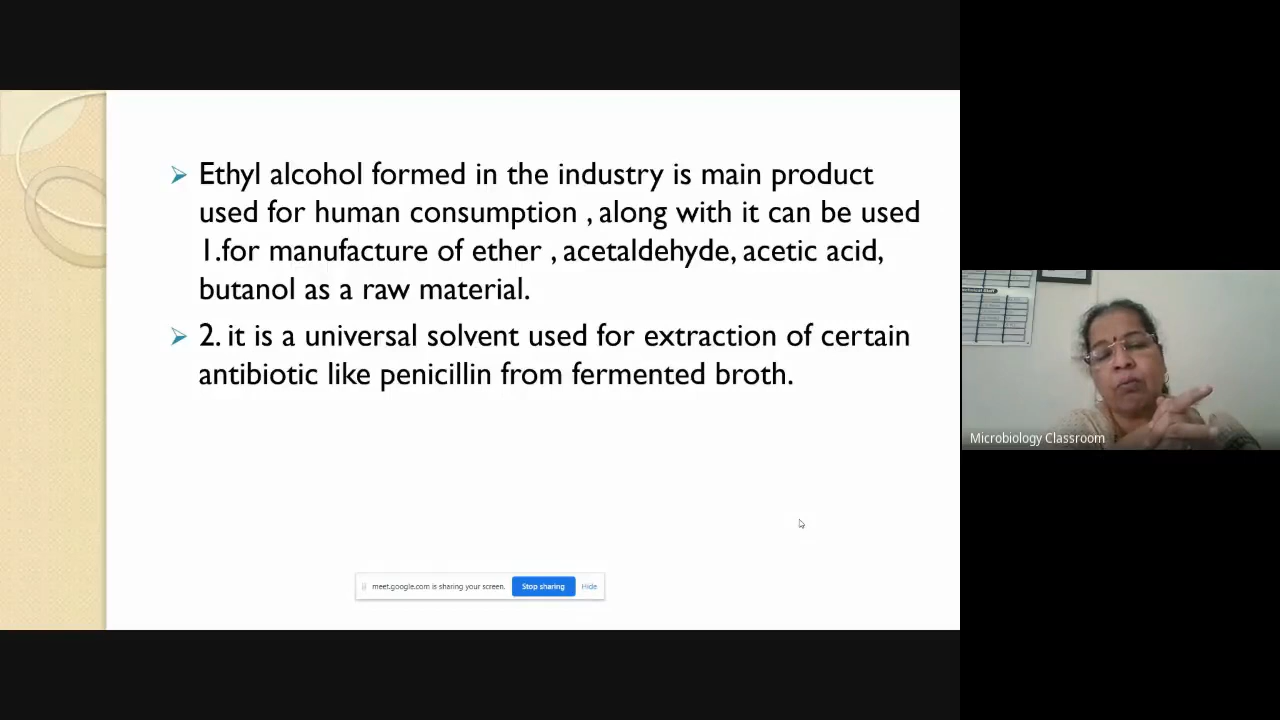 Ethyl alcohol formed in the industry is main product
used for human consumption , along with it can be used
1.for manufacture of ether , acetaldehyde, acetic acid,
butanol as a raw material.
2. it is a universal solvent used for extraction of certain
antibiotic like penicillin from fermented broth.
meet.google.com is sharing your screen. Stop sharing Hide
Microbiology Classroom